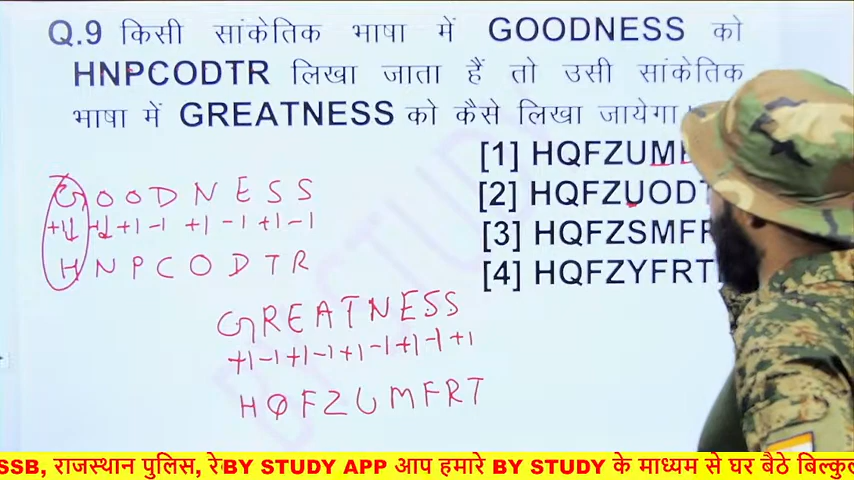 Q.9 किसी सांकेतिक भाषा में GOODNESS को
HNPCODTR लिखा जाता हैं तो उसी सांकेतिक
भाषा में GREATNESS को कैसे लिखा जायेगा
[1] HQFZUM
[2] HQFZUOD
[3] HQFZSMF
[4] HQFZYFRT
GOODNESS
+1 -1 +1 -1 +1 -1 +1 -1
HNPCODTR
GREATNESS
+1 -1 +1 -1 +1 -1 +1 -1 +1
HQFZUMFRT
SSB, राजस्थान पुलिस, BY STUDY APP आप हमारे BY STUDY के माध्यम से घर बैठे